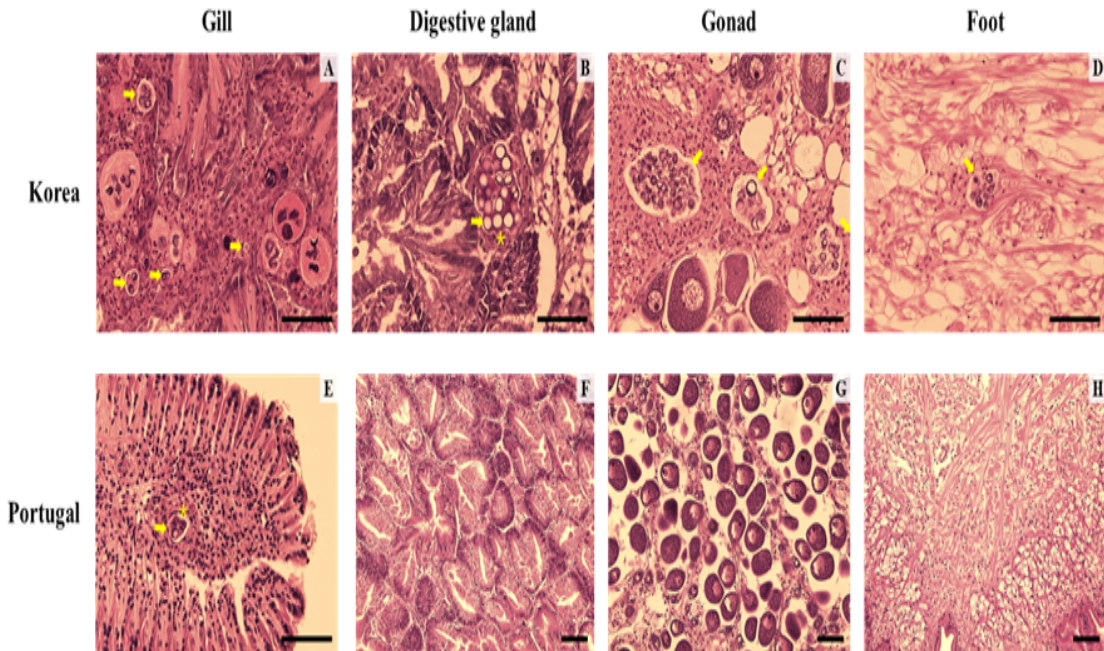 Gill Digestive gland Gonad Foot
Korea
A B C D
* 
Portugal
E F G H
*